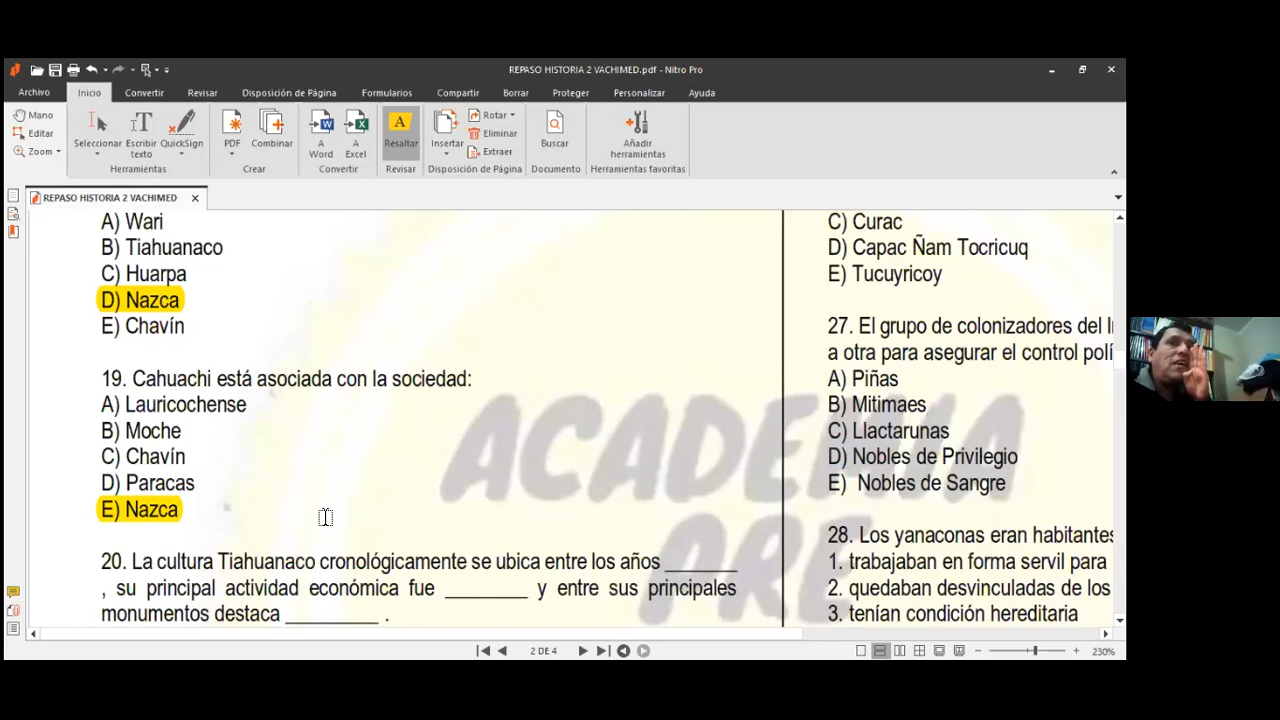 REPASO HISTORIA 2 VACHIMED.pdf - Nitro Pro
Archivo Inicio Convertir Revisar Disposición de Página Formularios Compartir Borrar Proteger Personalizar Ayuda
Mano
Editar
Zoom
Seleccionar
Escribir texto
QuickSign
Herramientas
PDF
Combinar
Crear
A Word
A Excel
Convertir
Resaltar
Revisar
Insertar
Rotar
Eliminar
Extraer
Disposición de Página
Buscar
Documento
Añadir herramientas
Herramientas favoritas
REPASO HISTORIA 2 VACHIMED
A) Wari
B) Tiahuanaco
C) Huarpa
D) Nazca
E) Chavín
19. Cahuachi está asociada con la sociedad:
A) Lauricochense
B) Moche
C) Chavín
D) Paracas
E) Nazca
20. La cultura Tiahuanaco cronológicamente se ubica entre los años ________
, su principal actividad económica fue _________ y entre sus principales
monumentos destaca __________ .
C) Curac
D) Capac Ñam Tocricuq
E) Tucuyricoy
27. El grupo de colonizadores del I
a otra para asegurar el control polí
A) Piñas
B) Mitimaes
C) Llactarunas
D) Nobles de Privilegio
E) Nobles de Sangre
28. Los yanaconas eran habitantes
1. trabajaban en forma servil para
2. quedaban desvinculadas de los
3. tenían condición hereditaria
ACADEMIA
ARE
2 DE 4
230%